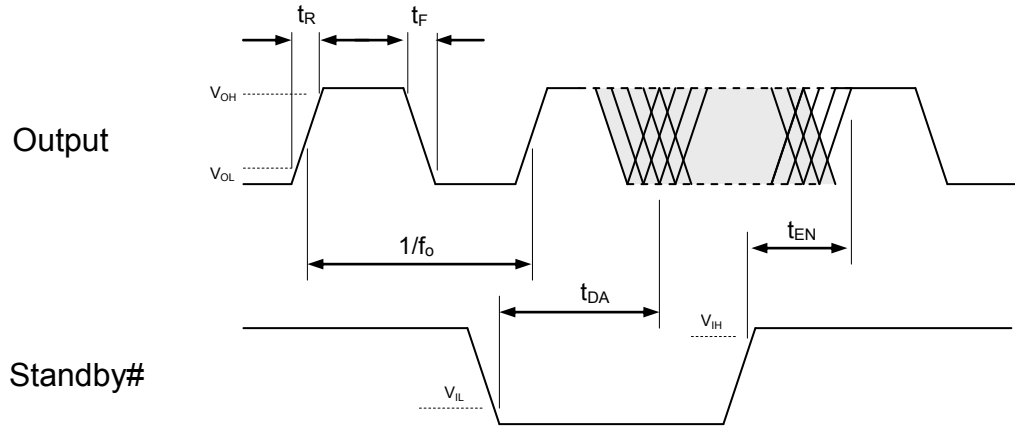 tR
tF
VOH
Output
VOL
tEN
1/fo
tDA
VIH
Standby#
VIL